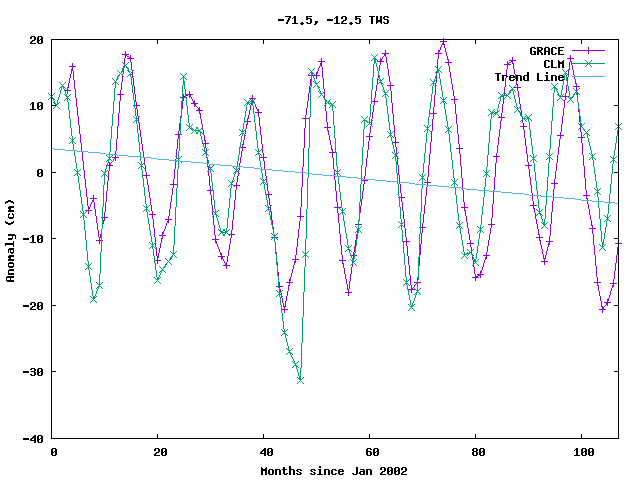 -71.5, -12.5 TWS
GRACE
CLM
Trend Line
20
10
0
-10
-20
-30
-40
Anomaly (cm)
0 20 40 60 80 100
Months since Jan 2002